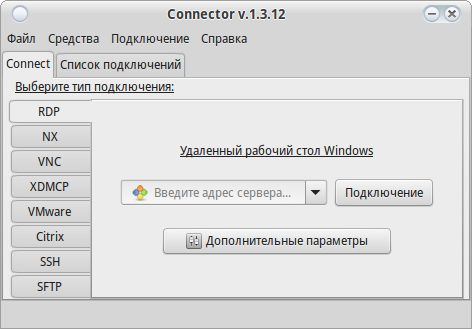 Connector v.1.3.12
Файл Средства Подключение Справка
Connect Список подключений
Выберите тип подключения:
RDP
NX
VNC
XDMCP
VMware
Citrix
SSH
SFTP
Удаленный рабочий стол Windows
Введите адрес сервера... Подключение
Дополнительные параметры